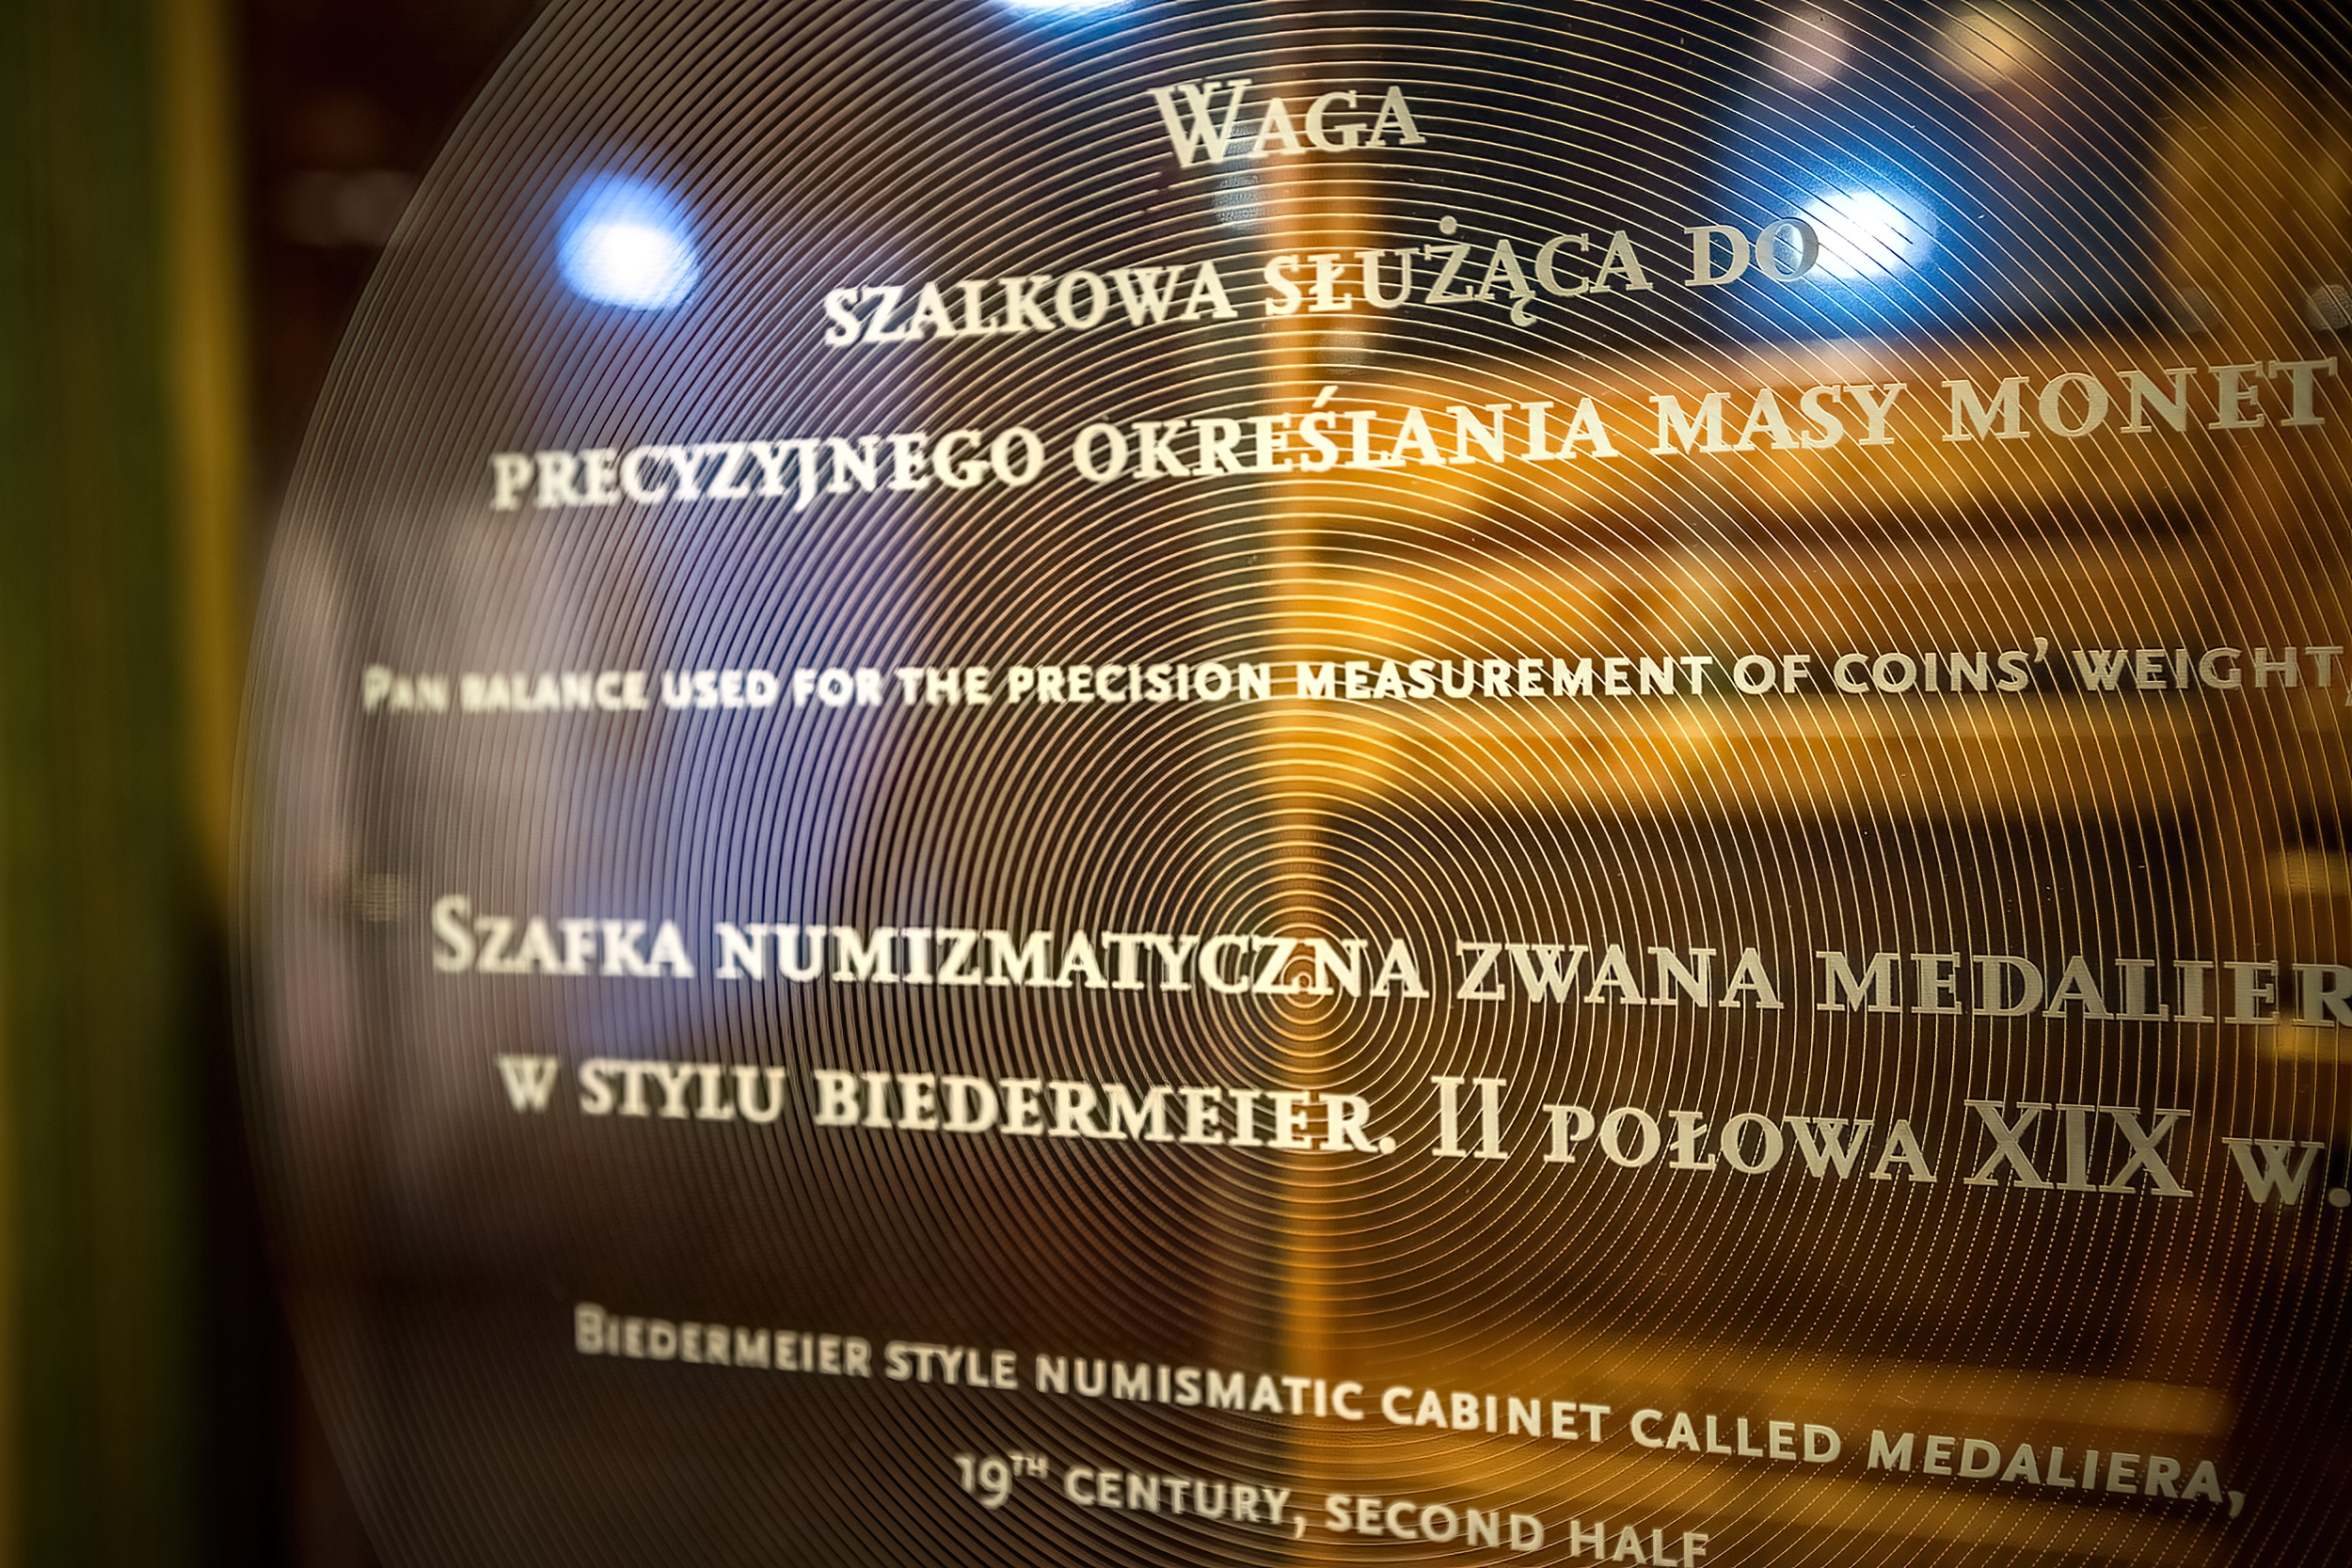 Waga
szalkowa służąca do
precyzyjnego określania masy monet
Pan balance used for the precision measurement of coins’ weight,
Szafka numizmatyczna zwana medalier
w stylu biedermeier. II połowa XIX w.
Biedermeier style numismatic cabinet called medaliera,
19th century, second half